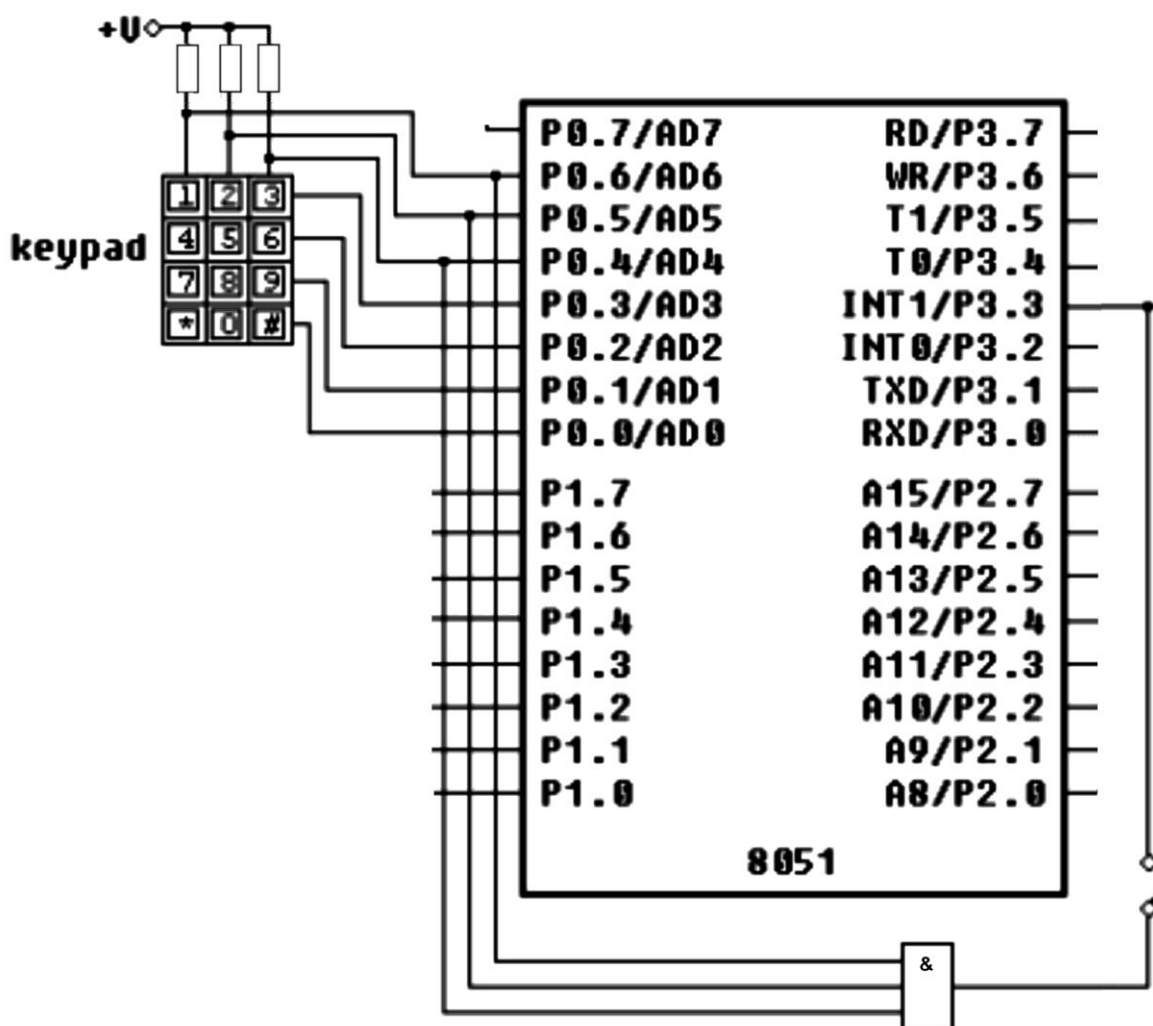 +V
1 2 3
4 5 6
7 8 9
* 0 #
keypad
P0.7/AD7 RD/P3.7
P0.6/AD6 WR/P3.6
P0.5/AD5 T1/P3.5
P0.4/AD4 T0/P3.4
P0.3/AD3 INT1/P3.3
P0.2/AD2 INT0/P3.2
P0.1/AD1 TXD/P3.1
P0.0/AD0 RXD/P3.0
P1.7 A15/P2.7
P1.6 A14/P2.6
P1.5 A13/P2.5
P1.4 A12/P2.4
P1.3 A11/P2.3
P1.2 A10/P2.2
P1.1 A9/P2.1
P1.0 A8/P2.0
8051
&